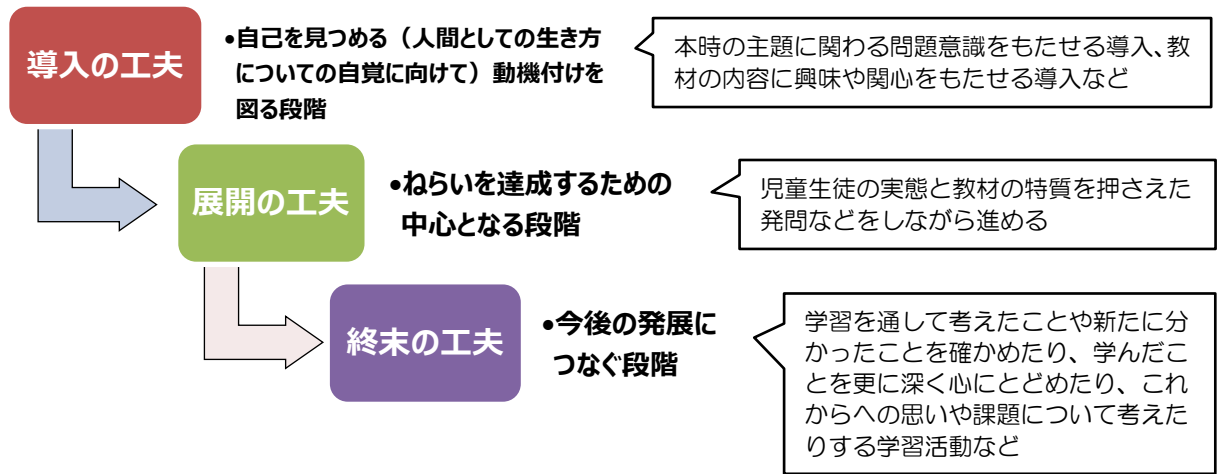 導入の工夫
•自己を見つめる（人間としての生き方
についての自覚に向けて）動機付けを
図る段階
本時の主題に関わる問題意識をもたせる導入、教
材の内容に興味や関心をもたせる導入など
展開の工夫
•ねらいを達成するための
中心となる段階
児童生徒の実態と教材の特質を押さえた
発問などをしながら進める
終末の工夫
•今後の発展に
つなぐ段階
学習を通して考えたことや新たに分
かったことを確かめたり、学んだこ
とを更に深く心にとどめたり、これ
からへの思いや課題について考えた
りする学習活動など